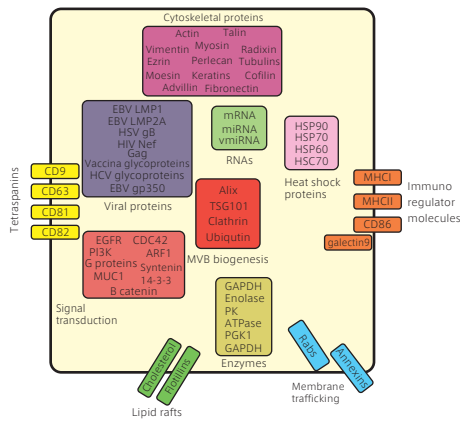 Cytoskeletal proteins
Actin Talin
Vimentin Myosin Radixin
Ezrin Perlecan Tubulins
Moesin Keratins Cofilin
Advillin Fibronectin
EBV LMP1
EBV LMP2A
HSV gB
HIV Nef
Gag
Vaccina glycoproteins
HCV glycoproteins
EBV gp350
Viral proteins
mRNA
miRNA
vmiRNA
RNAs
HSP90
HSP70
HSP60
HSC70
Heat shock
proteins
Tetraspanins
CD9
CD63
CD81
CD82
Alix
TSG101
Clathrin
Ubiqutin
MVB biogenesis
MHCI
MHCII
CD86
galectin9
Immuno
regulator
molecules
EGFR CDC42
PI3K ARF1
G proteins Syntenin
MUC1 14-3-3
B catenin
Signal
transduction
GAPDH
Enolase
PK
ATPase
PGK1
GAPDH
Enzymes
Cholesterol
Flotillins
Lipid rafts
Rabs
Annexins
Membrane
trafficking